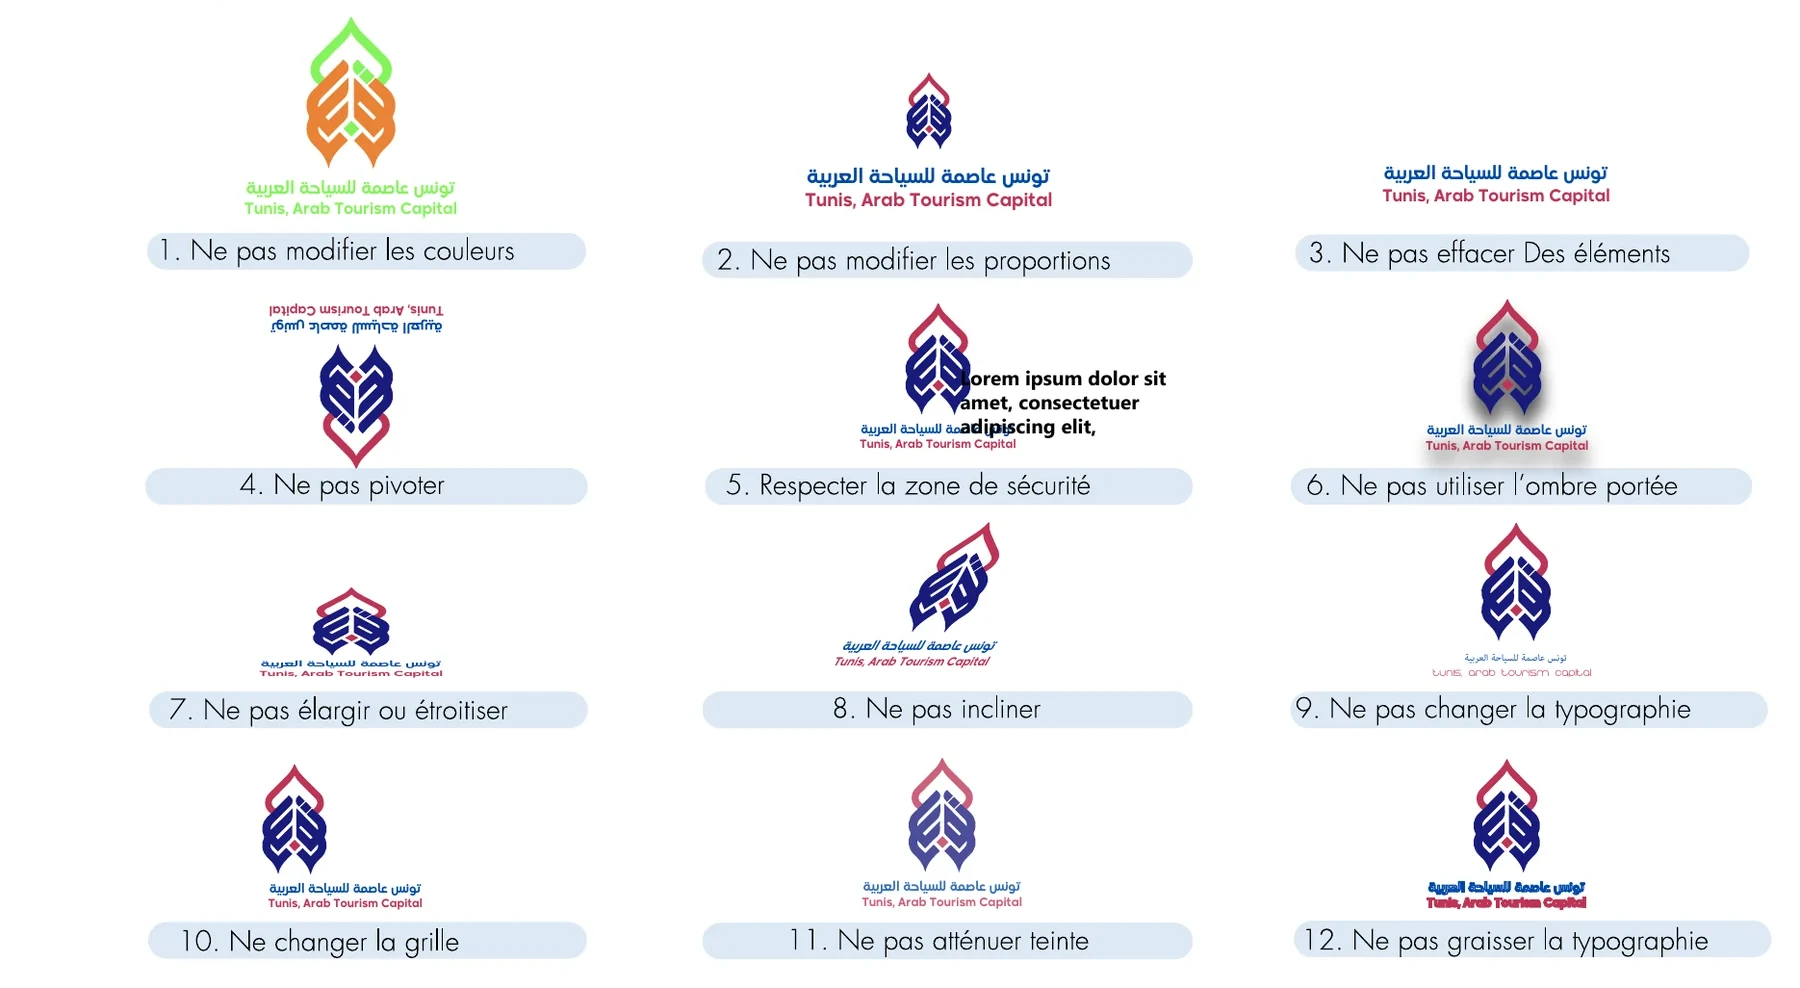 تونس عاصمة للسياحة العربية
Tunis, Arab Tourism Capital
1. Ne pas modifier les couleurs
تونس عاصمة للسياحة العربية
Tunis, Arab Tourism Capital
2. Ne pas modifier les proportions
تونس عاصمة للسياحة العربية
Tunis, Arab Tourism Capital
3. Ne pas effacer Des éléments
Tunis, Arab Tourism Capital
تونس عاصمة للسياحة العربية
4. Ne pas pivoter
Lorem ipsum dolor sit
amet, consectetuer
adipiscing elit,
تونس عاصمة للسياحة العربية
Tunis, Arab Tourism Capital
5. Respecter la zone de sécurité
تونس عاصمة للسياحة العربية
Tunis, Arab Tourism Capital
6. Ne pas utiliser l'ombre portée
تونس عاصمة للسياحة العربية
Tunis, Arab Tourism Capital
7. Ne pas élargir ou étroitiser
تونس عاصمة للسياحة العربية
Tunis, Arab Tourism Capital
8. Ne pas incliner
تونس عاصمة للسياحة العربية
tunis, arab tourism capital
9. Ne pas changer la typographie
تونس عاصمة للسياحة العربية
Tunis, Arab Tourism Capital
10. Ne changer la grille
تونس عاصمة للسياحة العربية
Tunis, Arab Tourism Capital
11. Ne pas atténuer teinte
تونس عاصمة للسياحة العربية
Tunis, Arab Tourism Capital
12. Ne pas graisser la typographie